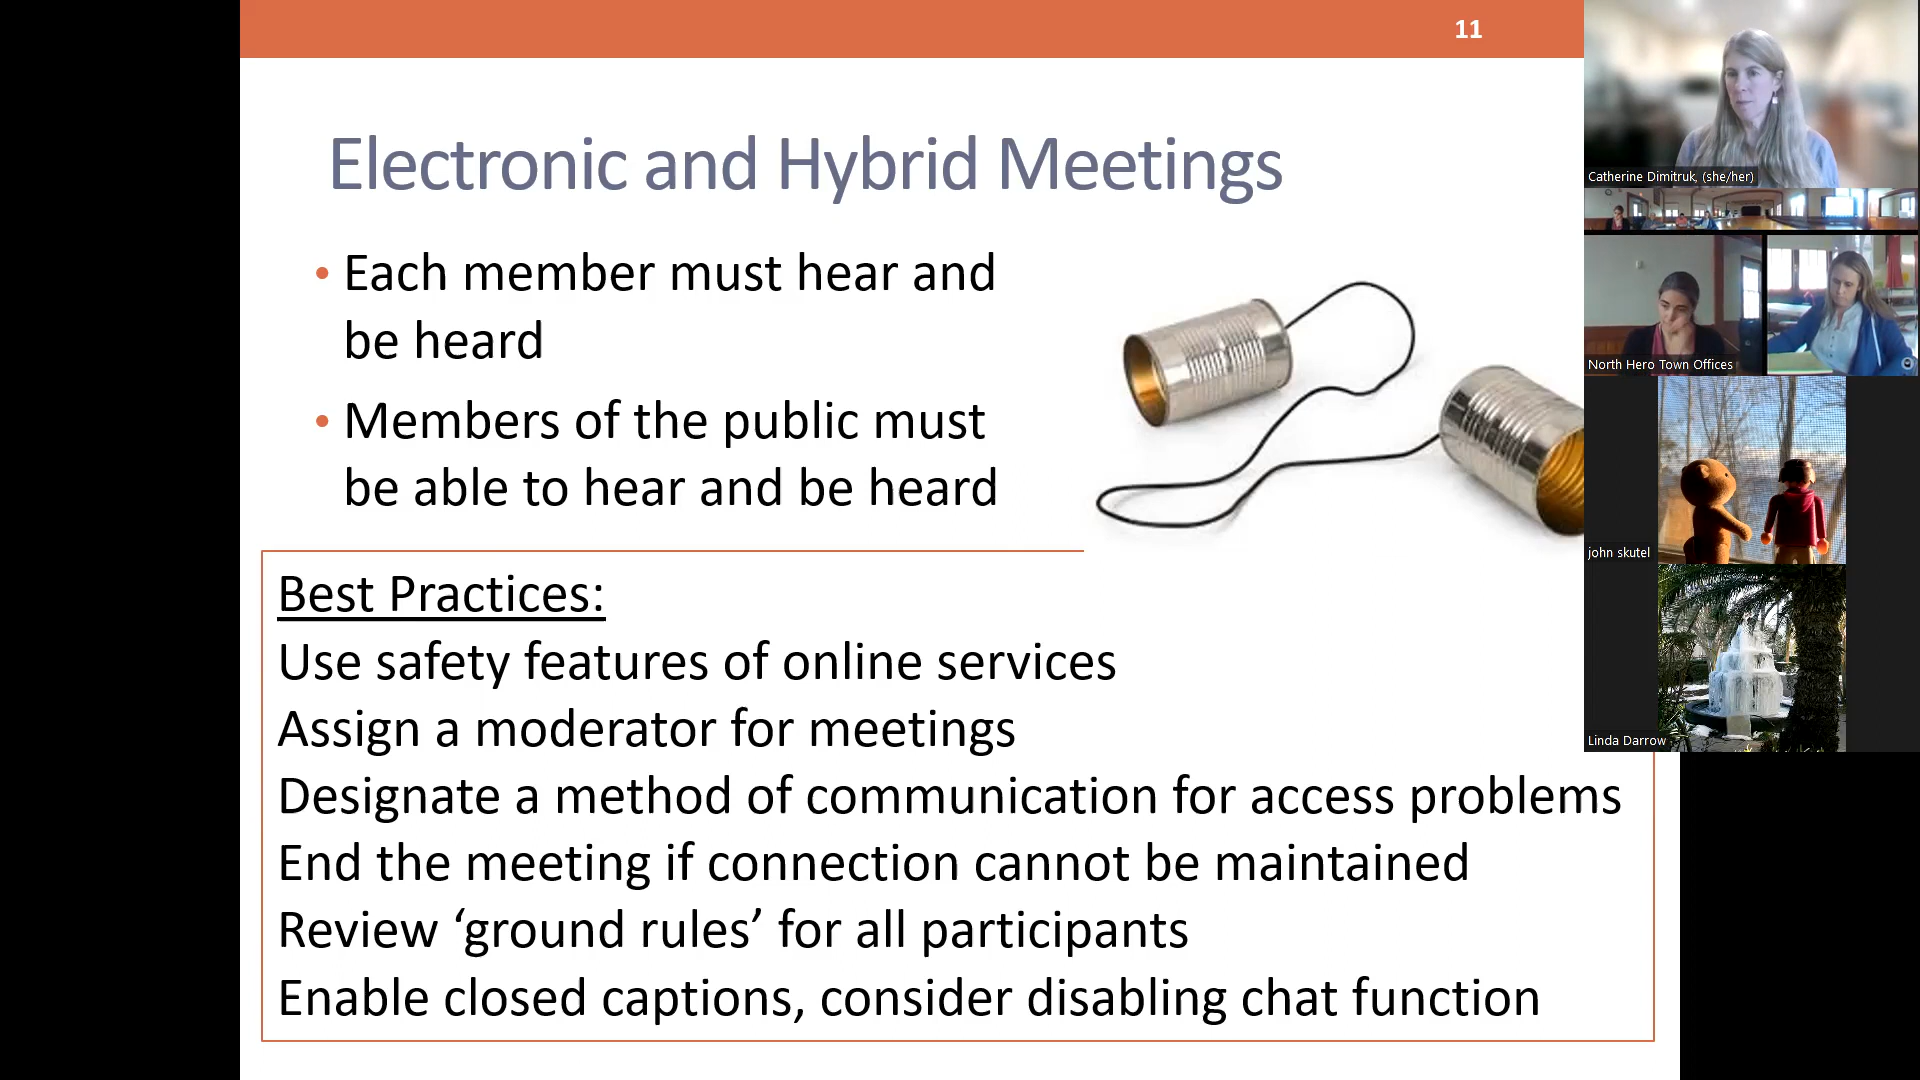 11
Electronic and Hybrid Meetings
• Each member must hear and
be heard
• Members of the public must
be able to hear and be heard
Best Practices:
Use safety features of online services
Assign a moderator for meetings
Designate a method of communication for access problems
End the meeting if connection cannot be maintained
Review ‘ground rules’ for all participants
Enable closed captions, consider disabling chat function
Catherine Dimitruk, (she/her)
North Hero Town Offices
john skutel
Linda Darrow